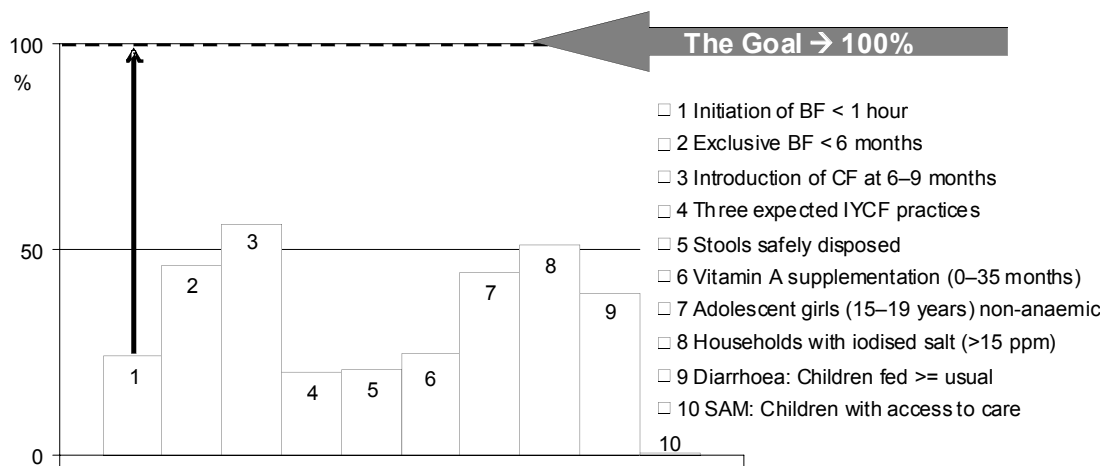 The Goal → 100%
100
%
50
0
1
2
3
4
5
6
7
8
9
10
1 Initiation of BF < 1 hour
2 Exclusive BF < 6 months
3 Introduction of CF at 6–9 months
4 Three expected IYCF practices
5 Stools safely disposed
6 Vitamin A supplementation (0–35 months)
7 Adolescent girls (15–19 years) non-anaemic
8 Households with iodised salt (>15 ppm)
9 Diarrhoea: Children fed >= usual
10 SAM: Children with access to care